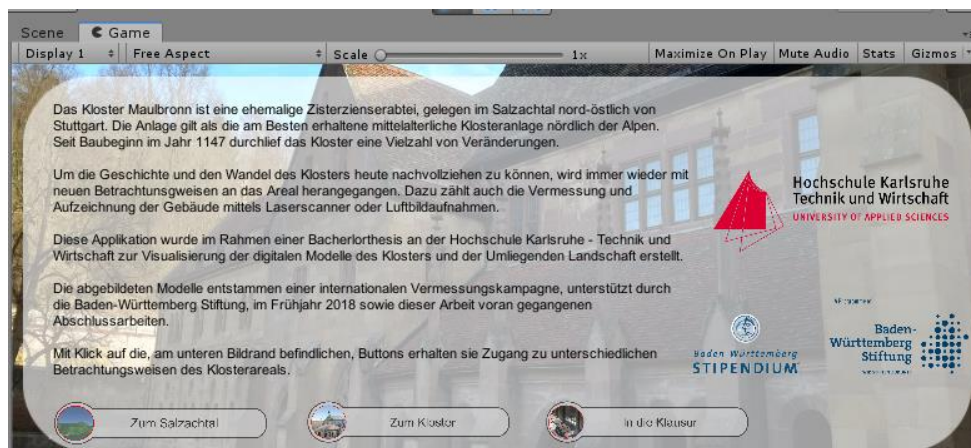 Scene
Game
Display 1
Free Aspect
Scale
1x
Maximize On Play
Mute Audio
Stats
Gizmos
Das Kloster Maulbronn ist eine ehemalige Zisterzienserabtei, gelegen im Salzachtal nord-östlich von
Stuttgart. Die Anlage gilt als die am Besten erhaltene mittelalterliche Klosteranlage nördlich der Alpen.
Seit Baubeginn im Jahr 1147 durchlief das Kloster eine Vielzahl von Veränderungen.
Um die Geschichte und den Wandel des Klosters heute nachvollziehen zu können, wird immer wieder mit
neuen Betrachtunsgweisen an das Areal herangegangen. Dazu zählt auch die Vermessung und
Aufzeichnung der Gebäude mittels Laserscanner oder Luftbildaufnahmen.
Diese Applikation wurde im Rahmen einer Bacherlorthesis an der Hochschule Karlsruhe - Technik und
Wirtschaft zur Visualisierung der digitalen Modelle des Klosters und der Umliegenden Landschaft erstellt.
Die abgebildeten Modelle entstammen einer internationalen Vermessungskampagne, unterstützt durch
die Baden-Württemberg Stiftung, im Frühjahr 2018 sowie dieser Arbeit voran gegangenen
Abschlussarbeiten.
Mit Klick auf die, am unteren Bildrand befindlichen, Buttons erhalten sie Zugang zu unterschiedlichen
Betrachtungsweisen des Klosterareals.
Hochschule Karlsruhe
Technik und Wirtschaft
UNIVERSITY OF APPLIED SCIENCES
Baden Württemberg
STIPENDIUM
Baden-
Württemberg
Stiftung
Zum Salzachtal
Zum Kloster
In die Klausur